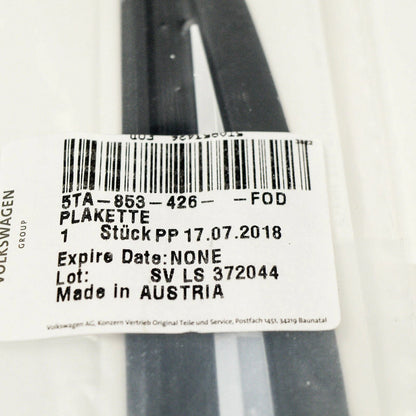 VOLKSWAGEN
GROUP
5TA-853-426- -FOD
PLAKETTE
1 Stück PP 17.07.2018
Expire Date:NONE
Lot: SV LS 372044
Made in AUSTRIA
Volkswagen AG, Konzern Vertrieb Original Teile und Service, Postfach 1451, 34219 Baunatal